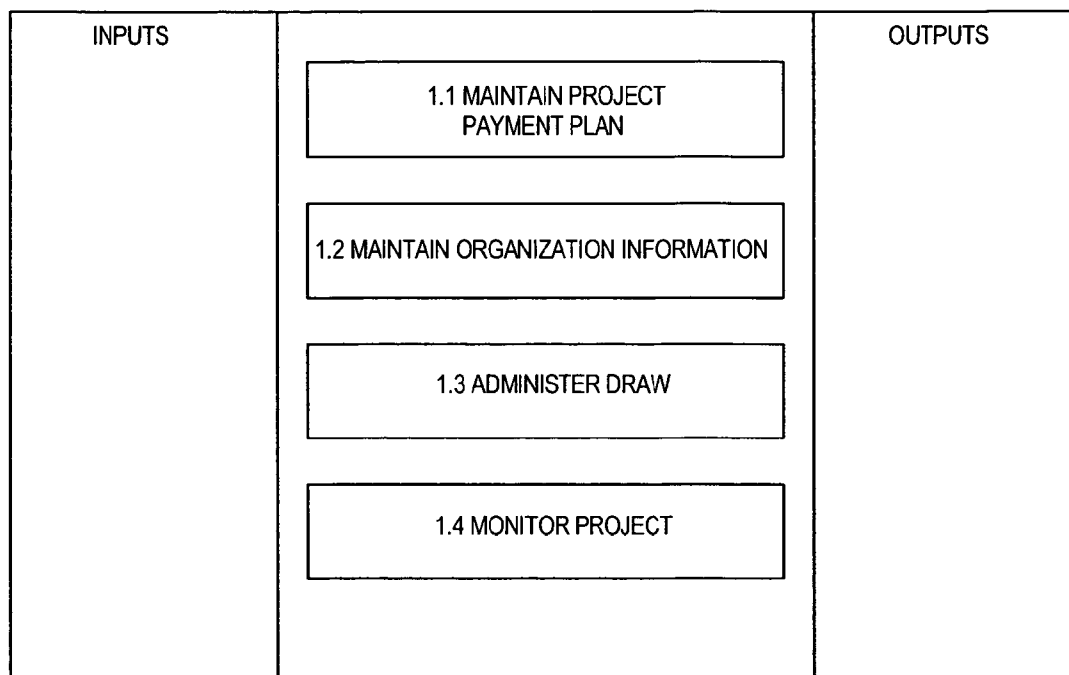 INPUTS
OUTPUTS
1.1 MAINTAIN PROJECT
PAYMENT PLAN
1.2 MAINTAIN ORGANIZATION INFORMATION
1.3 ADMINISTER DRAW
1.4 MONITOR PROJECT